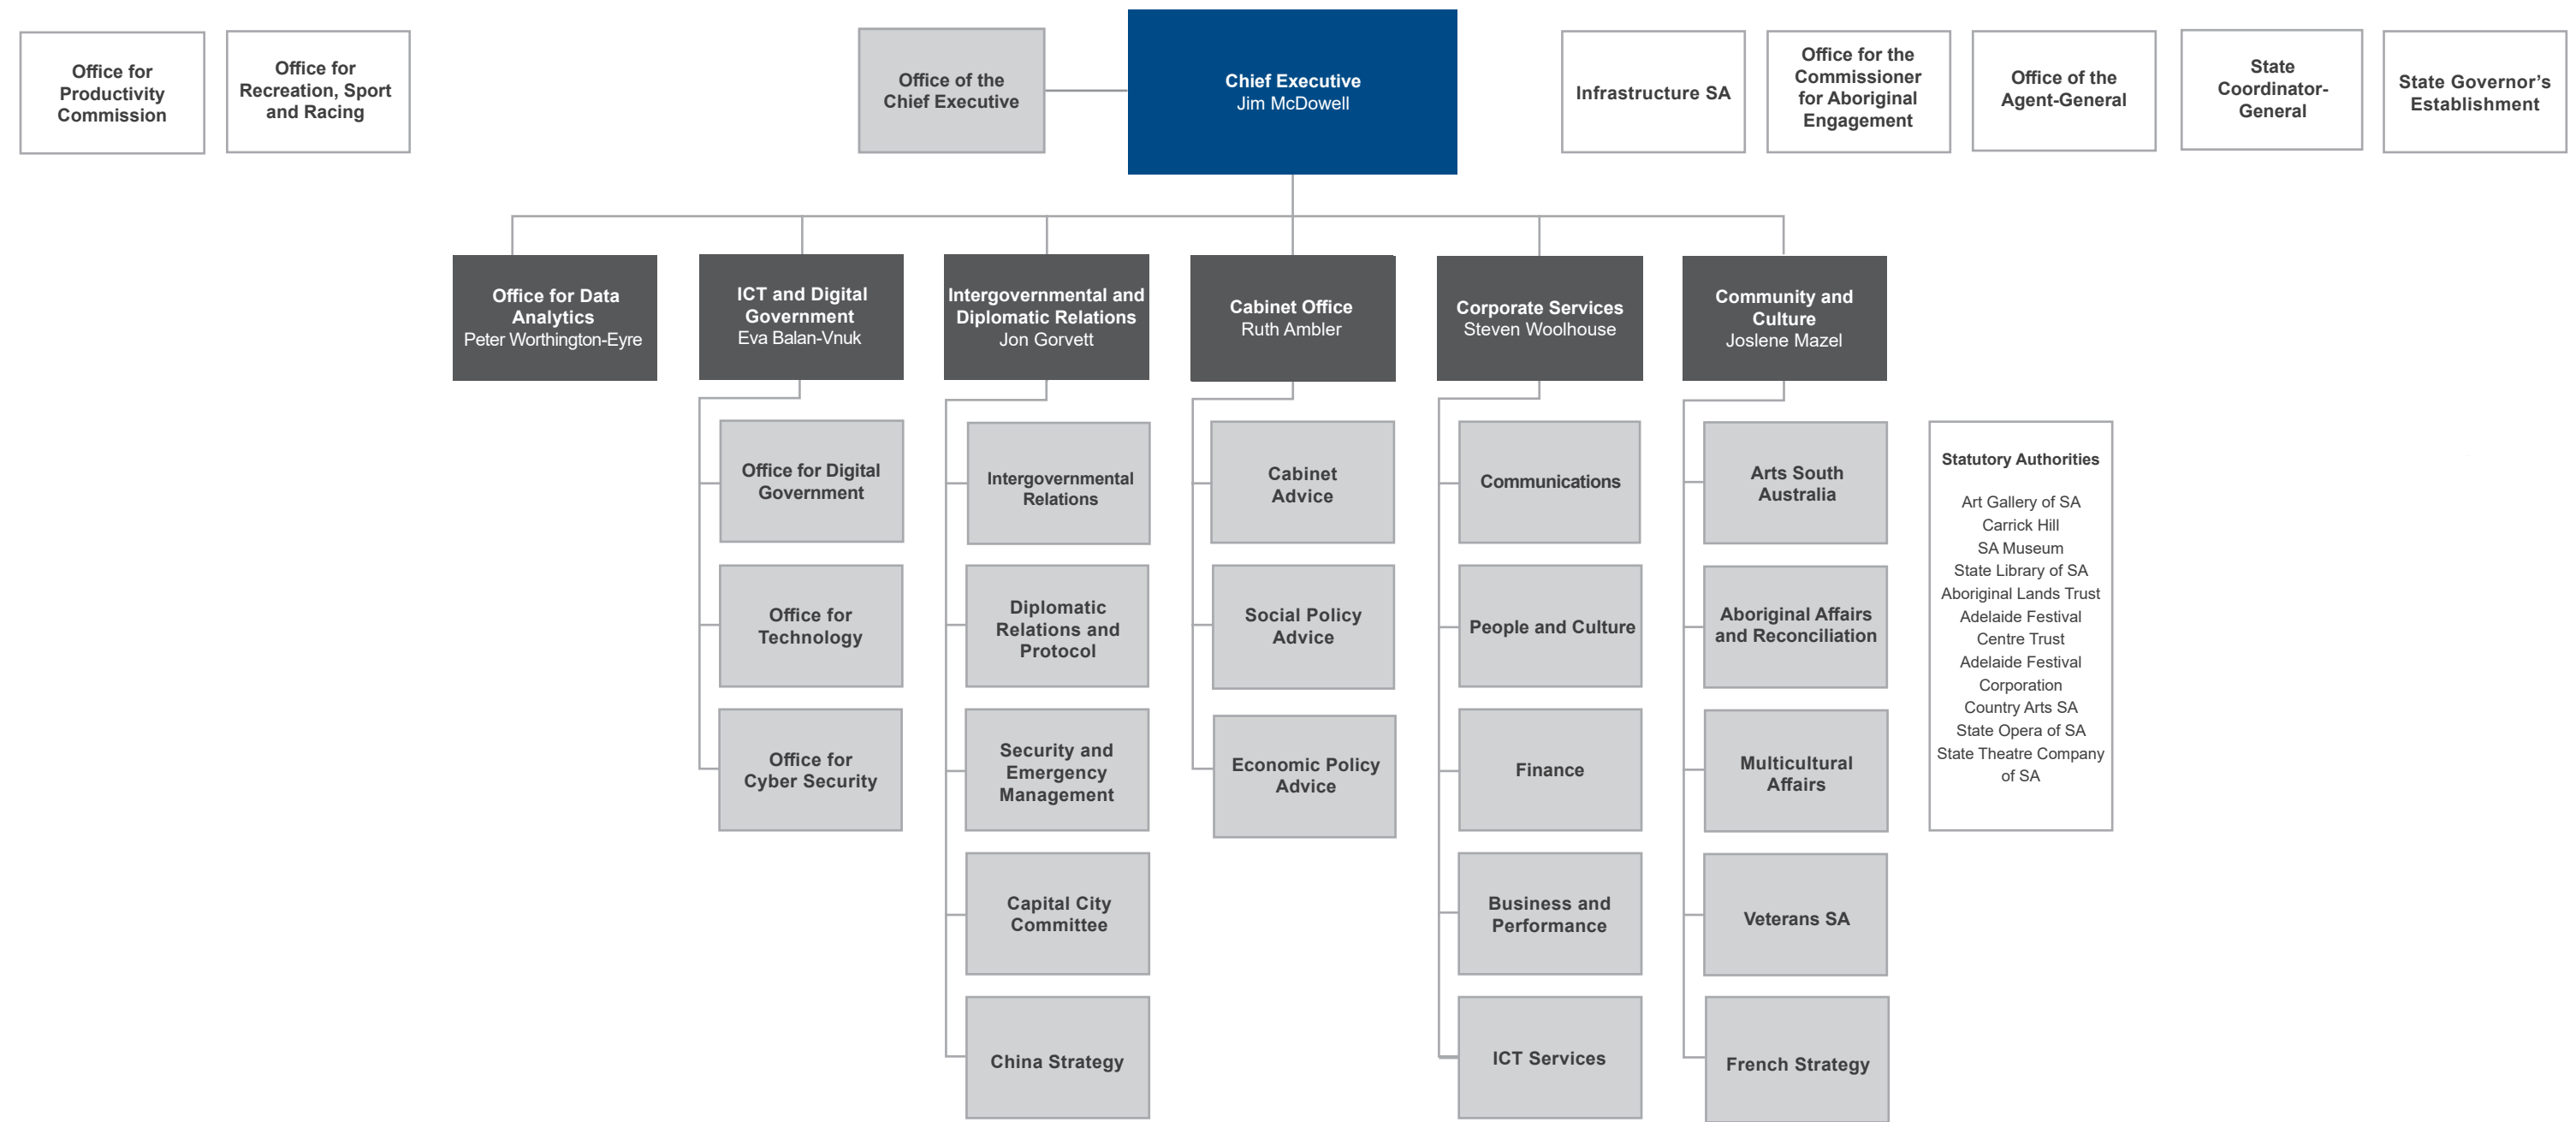 Office for
Productivity
Commission
Office for
Recreation, Sport
and Racing
Office of the
Chief Executive
Chief Executive
Jim McDowell
Infrastructure SA
Office for the
Commissioner
for Aboriginal
Engagement
Office of the
Agent-General
State
Coordinator-
General
State Governor’s
Establishment
Office for Data
Analytics
Peter Worthington-Eyre
ICT and Digital
Government
Eva Balan-Vnuk
Intergovernmental and
Diplomatic Relations
Jon Gorvett
Cabinet Office
Ruth Ambler
Corporate Services
Steven Woolhouse
Community and
Culture
Joslene Mazel
Office for Digital
Government
Office for
Technology
Office for
Cyber Security
Intergovernmental
Relations
Diplomatic
Relations and
Protocol
Security and
Emergency
Management
Capital City
Committee
China Strategy
Cabinet
Advice
Social Policy
Advice
Economic Policy
Advice
Communications
People and Culture
Finance
Business and
Performance
ICT Services
Arts South
Australia
Aboriginal Affairs
and Reconciliation
Multicultural
Affairs
Veterans SA
French Strategy
Statutory Authorities
Art Gallery of SA
Carrick Hill
SA Museum
State Library of SA
Aboriginal Lands Trust
Adelaide Festival
Centre Trust
Adelaide Festival
Corporation
Country Arts SA
State Opera of SA
State Theatre Company
of SA